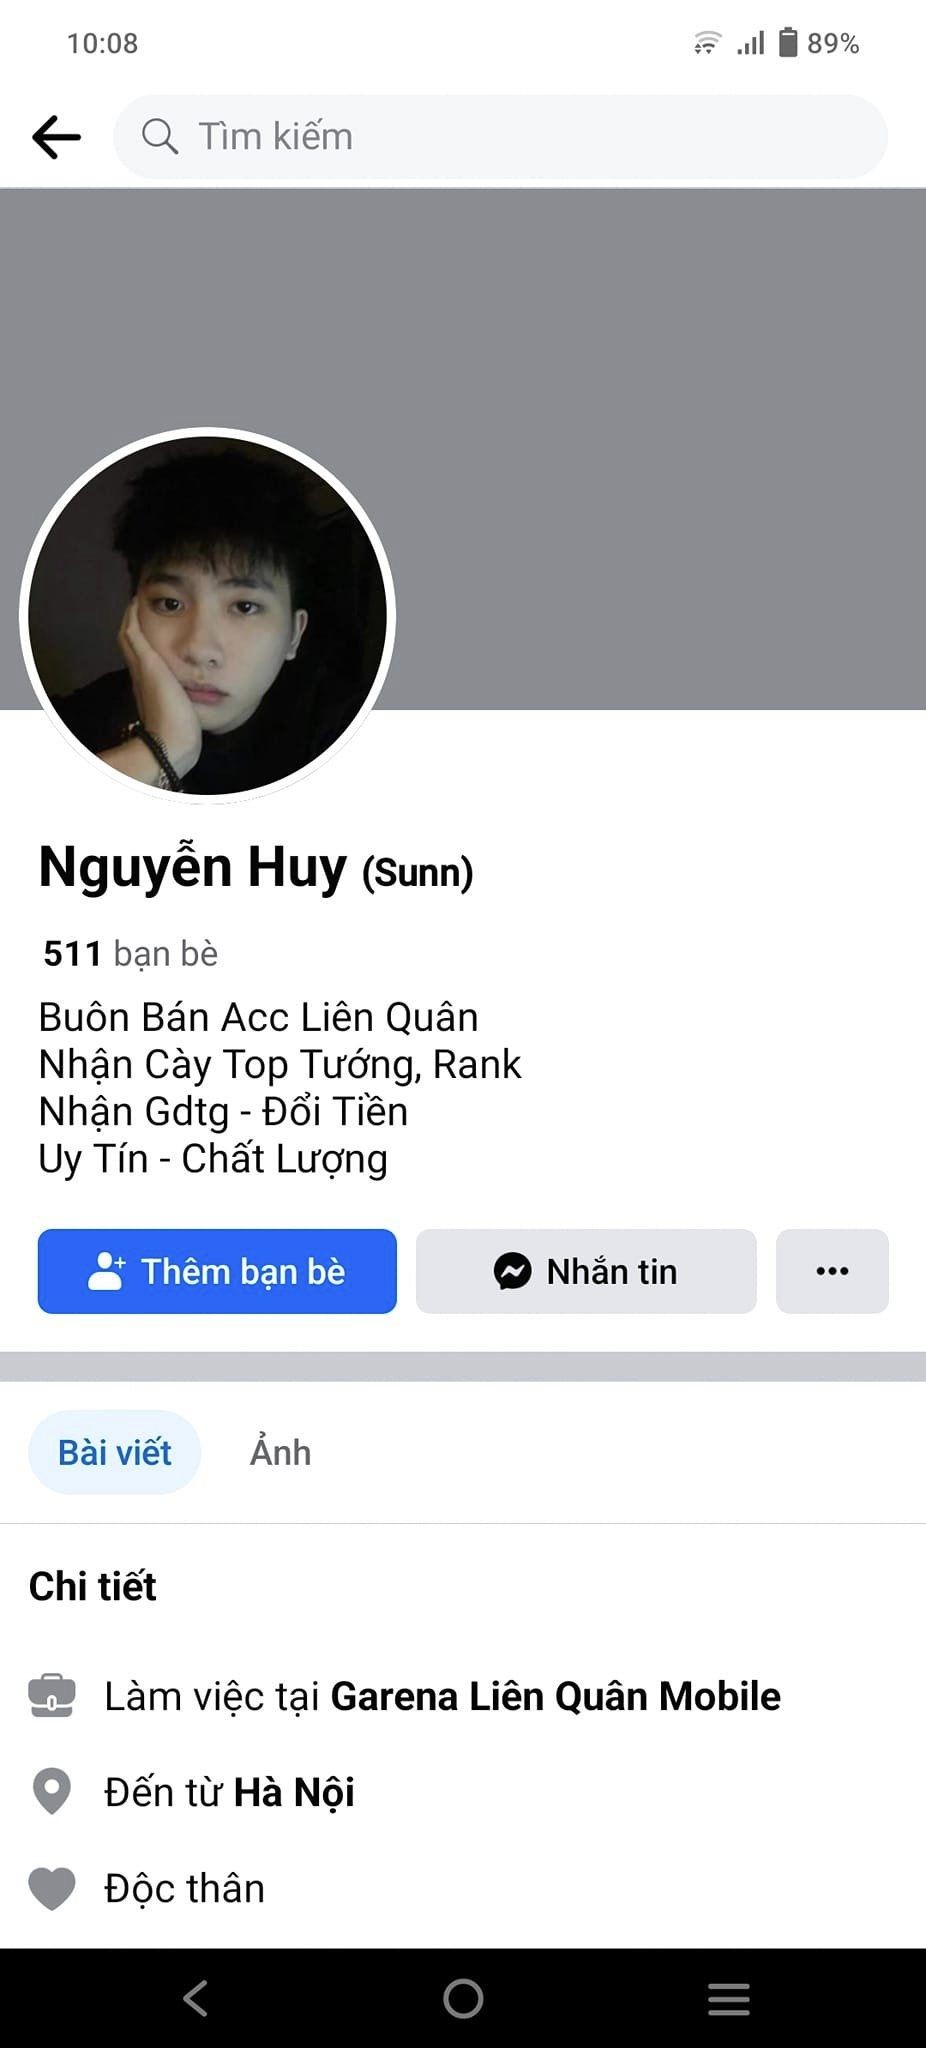 10:08
89%
Tìm kiếm
Nguyễn Huy (Sunn)
511 bạn bè
Buôn Bán Acc Liên Quân
Nhận Cày Top Tướng, Rank
Nhận Gdtg - Đổi Tiền
Uy Tín - Chất Lượng
Thêm bạn bè
Nhắn tin
Bài viết
Ảnh
Chi tiết
Làm việc tại Garena Liên Quân Mobile
Đến từ Hà Nội
Độc thân